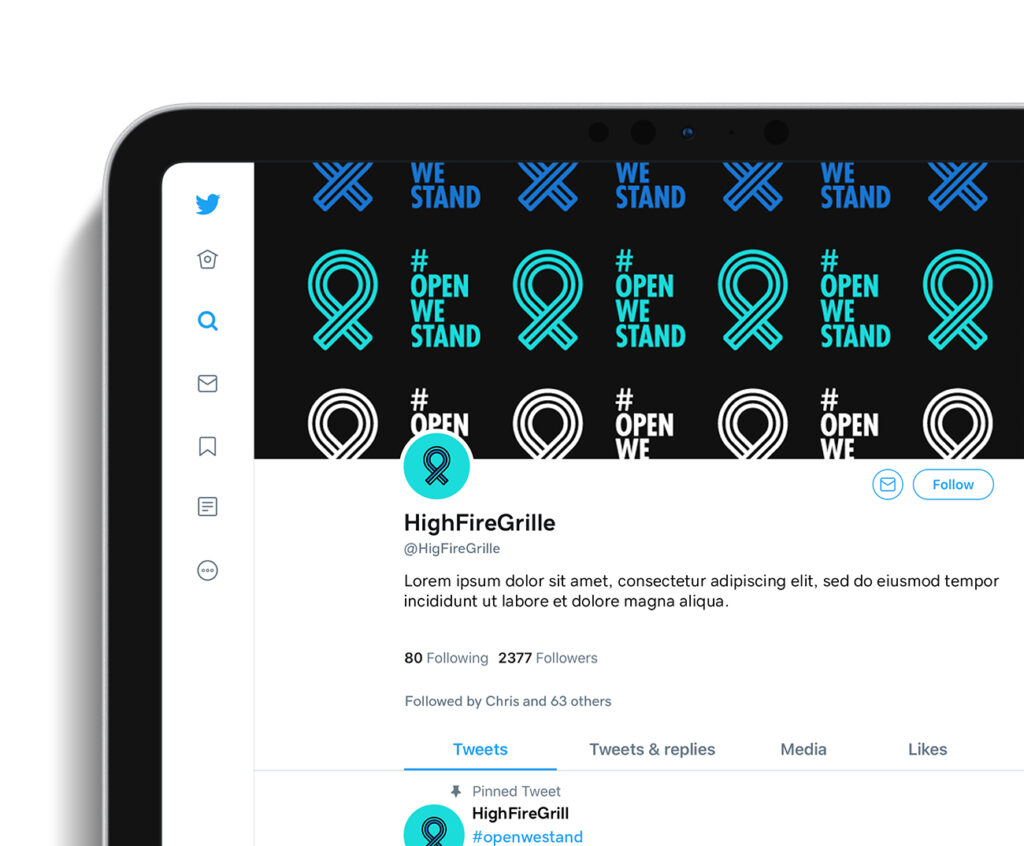 WE WE WE
STAND STAND STAND
# # #
OPEN OPEN OPEN
WE WE WE
STAND STAND STAND
# # #
OPEN OPEN OPEN
WE WE
Follow
HighFireGrille
@HigFireGrille
Lorem ipsum dolor sit amet, consectetur adipiscing elit, sed do eiusmod tempor
incididunt ut labore et dolore magna aliqua.
80 Following 2377 Followers
Followed by Chris and 63 others
Tweets Tweets & replies Media Likes
Pinned Tweet
HighFireGrill
#openwestand